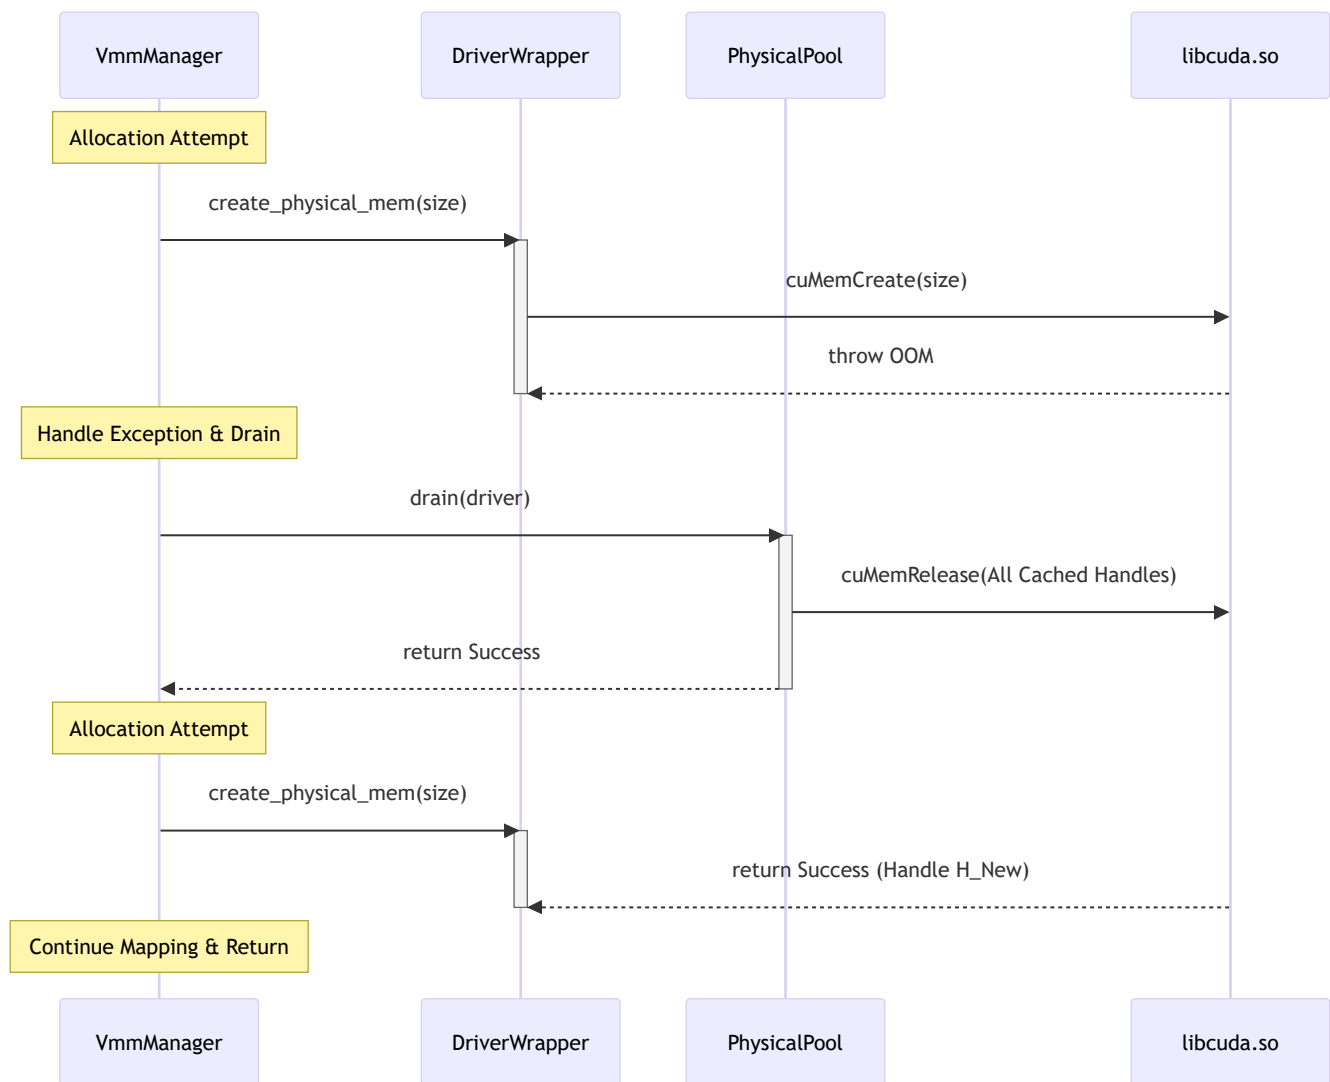 VmmManager
DriverWrapper
PhysicalPool
libcuda.so
Allocation Attempt
create_physical_mem(size)
cuMemCreate(size)
throw OOM
Handle Exception & Drain
drain(driver)
cuMemRelease(All Cached Handles)
return Success
Allocation Attempt
create_physical_mem(size)
return Success (Handle H_New)
Continue Mapping & Return
VmmManager
DriverWrapper
PhysicalPool
libcuda.so